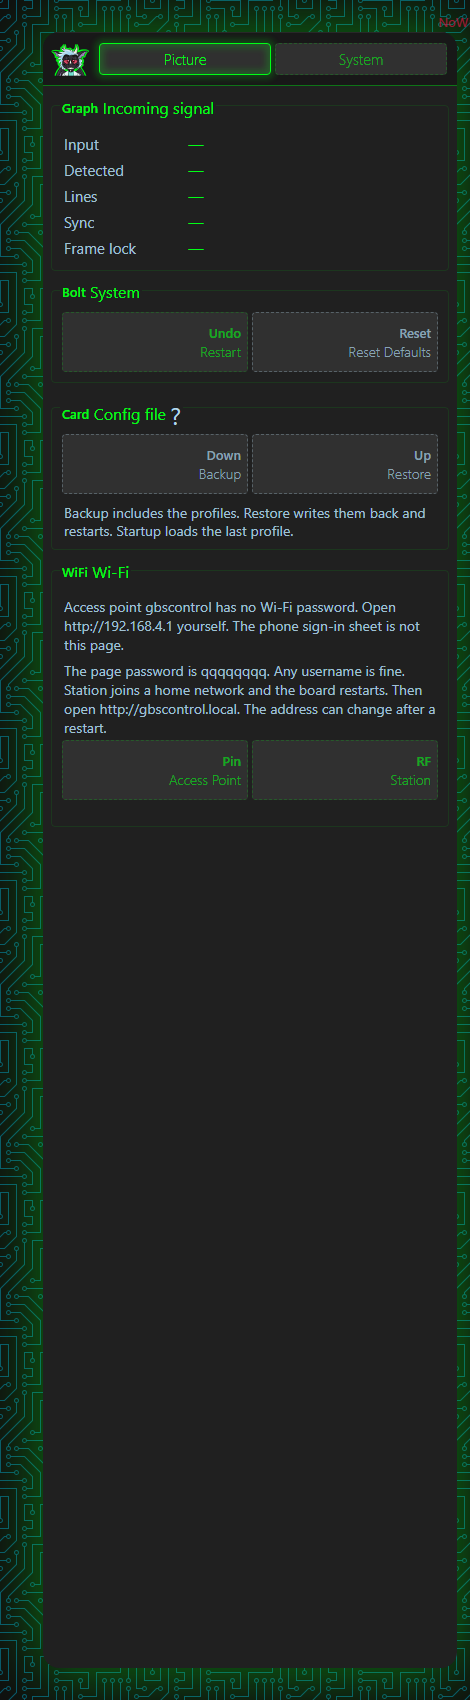 NoW
Picture System
Graph Incoming signal
Input —
Detected —
Lines —
Sync —
Frame lock —
Bolt System
Undo Reset
Restart Reset Defaults
Card Config file ?
Down Up
Backup Restore
Backup includes the profiles. Restore writes them back and
restarts. Startup loads the last profile.
WiFi Wi-Fi
Access point gbscontrol has no Wi-Fi password. Open
http://192.168.4.1 yourself. The phone sign-in sheet is not
this page.
The page password is qqqqqqqq. Any username is fine.
Station joins a home network and the board restarts. Then
open http://gbscontrol.local. The address can change after a
restart.
Pin RF
Access Point Station